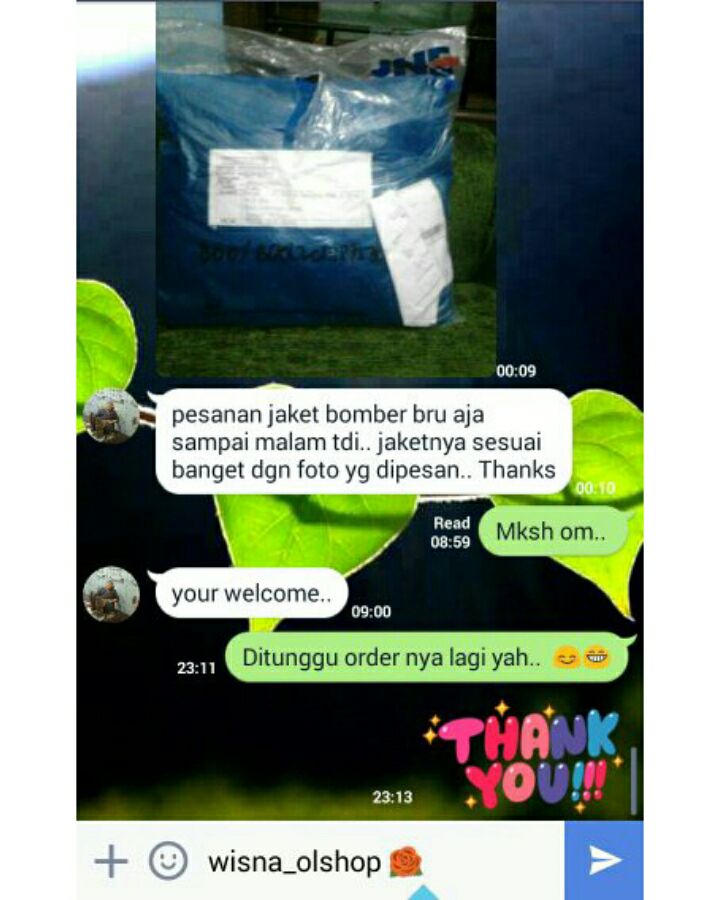 JNE
00:09
pesanan jaket bomber bru aja
sampai malam tdi.. jaketnya sesuai
banget dgn foto yg dipesan.. Thanks
00:10
Read
08:59
Mksh om..
your welcome..
09:00
Ditunggu order nya lagi yah.. 😊😁
23:11
THANK
YOU!!!
23:13
wisna_olshop 🌹